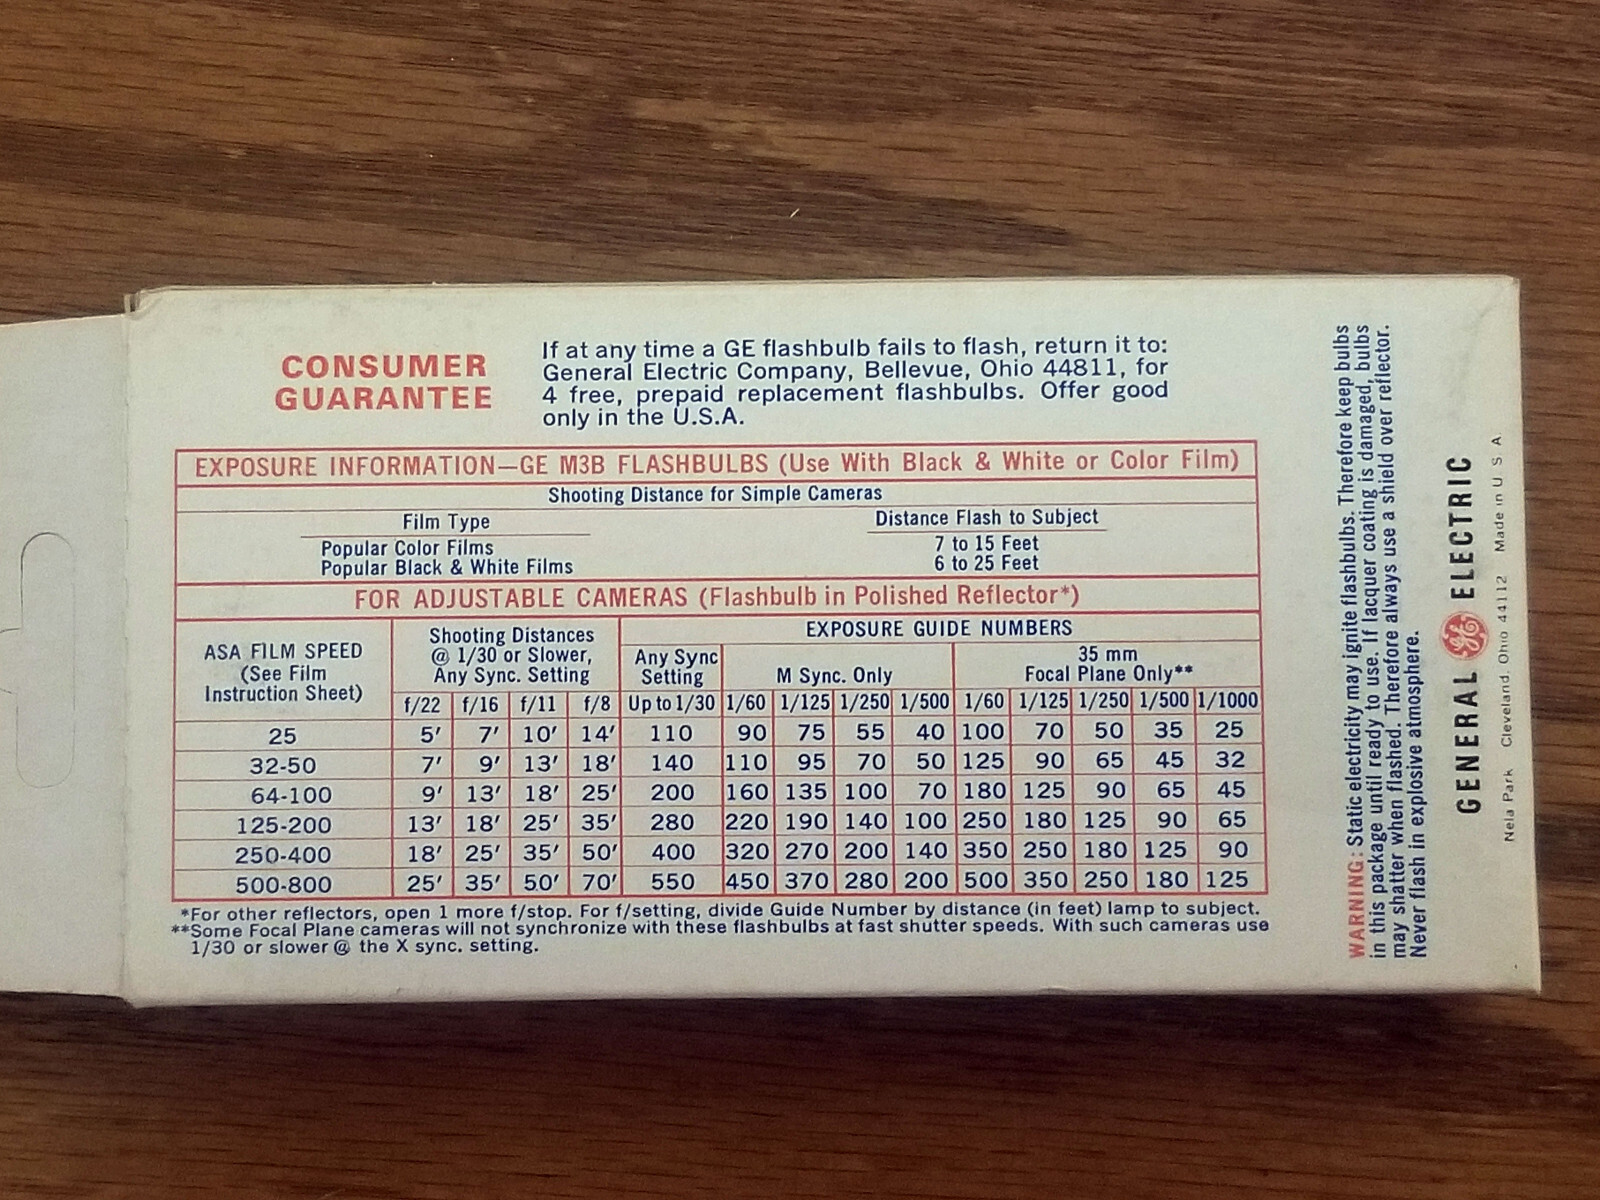 CONSUMER
GUARANTEE
If at any time a GE flashbulb fails to flash, return it to:
General Electric Company, Bellevue, Ohio 44811, for
4 free, prepaid replacement flashbulbs. Offer good
only in the U.S.A.
EXPOSURE INFORMATION—GE M3B FLASHBULBS (Use With Black & White or Color Film)
Shooting Distance for Simple Cameras
Film Type Distance Flash to Subject
Popular Color Films 7 to 15 Feet
Popular Black & White Films 6 to 25 Feet
FOR ADJUSTABLE CAMERAS (Flashbulb in Polished Reflector*)
ASA FILM SPEED
(See Film
Instruction Sheet)
Shooting Distances
@ 1/30 or Slower,
Any Sync. Setting
EXPOSURE GUIDE NUMBERS
Any Sync
Setting
M Sync. Only
35 mm
Focal Plane Only**
f/22 f/16 f/11 f/8 Up to 1/30 1/60 1/125 1/250 1/500 1/60 1/125 1/250 1/500 1/1000
25 5′ 7′ 10′ 14′ 110 90 75 55 40 100 70 50 35 25
32-50 7′ 9′ 13′ 18′ 140 110 95 70 50 125 90 65 45 32
64-100 9′ 13′ 18′ 25′ 200 160 135 100 70 180 125 90 65 45
125-200 13′ 18′ 25′ 35′ 280 220 190 140 100 250 180 125 90 65
250-400 18′ 25′ 35′ 50′ 400 320 270 200 140 350 250 180 125 90
500-800 25′ 35′ 50′ 70′ 550 450 370 280 200 500 350 250 180 125
*For other reflectors, open 1 more f/stop. For f/setting, divide Guide Number by distance (in feet) lamp to subject.
**Some Focal Plane cameras will not synchronize with these flashbulbs at fast shutter speeds. With such cameras use
1/30 or slower @ the X sync. setting.
WARNING: Static electricity may ignite flashbulbs. Therefore keep bulbs
in this package until ready to use. If lacquer coating is damaged, bulbs
may shatter when flashed. Therefore always use a shield over reflector.
Never flash in explosive atmosphere.
GENERAL GE ELECTRIC
Nela Park Cleveland, Ohio 44112 Made in U. S. A.